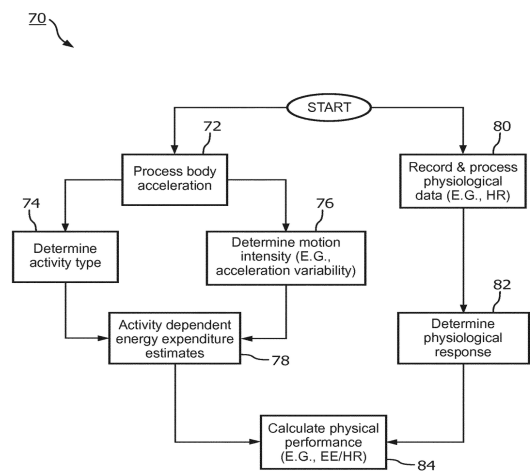 70
START
72
80
Process body
acceleration
Record & process
physiological
data (E.G., HR)
74
76
Determine
activity type
Determine motion
intensity (E.G.,
acceleration variability)
82
Activity dependent
energy expenditure
estimates
78
Determine
physiological
response
Calculate physical
performance
(E.G., EE/HR)
84